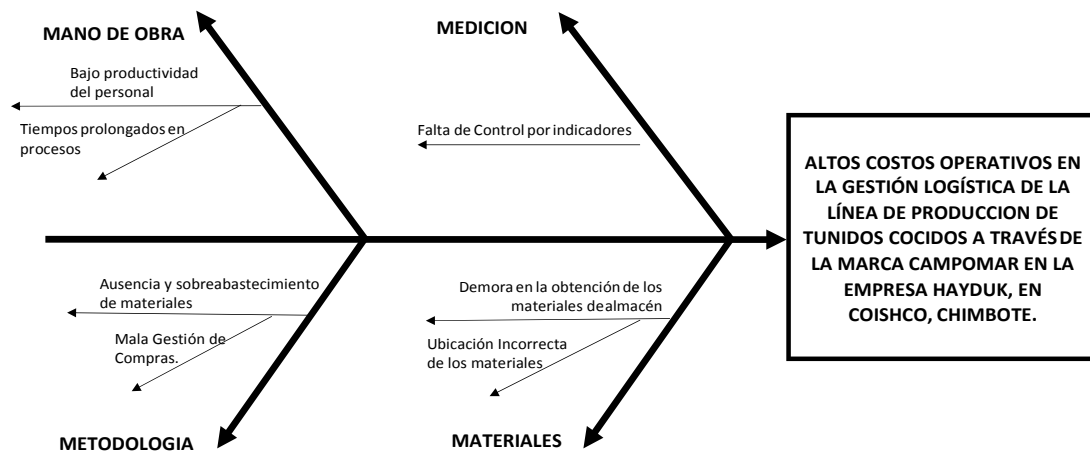 MANO DE OBRA
Bajo productividad
del personal
Tiempos prolongados en
procesos
MEDICION
Falta de Control por indicadores
Ausencia y sobreabastecimiento
de materiales
Mala Gestión de
Compras.
METODOLOGIA
Demora en la obtención de los
materiales de almacén
Ubicación Incorrecta
de los materiales
MATERIALES
ALTOS COSTOS OPERATIVOS EN
LA GESTIÓN LOGÍSTICA DE LA
LÍNEA DE PRODUCCION DE
TUNIDOS COCIDOS A TRAVÉS DE
LA MARCA CAMPOMAR EN LA
EMPRESA HAYDUK, EN
COISHCO, CHIMBOTE.